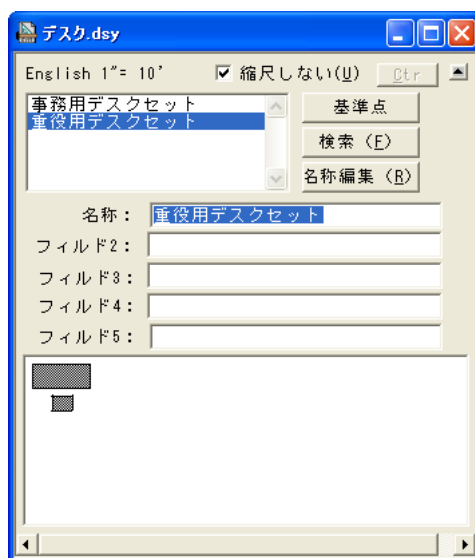 デスク.dsy
English 1"= 10' 縮尺しない(U) Ctr
事務用デスクセット
重役用デスクセット
基準点
検索 (F)
名称編集 (R)
名称: 重役用デスクセット
フィルド2:
フィルド3:
フィルド4:
フィルド5: